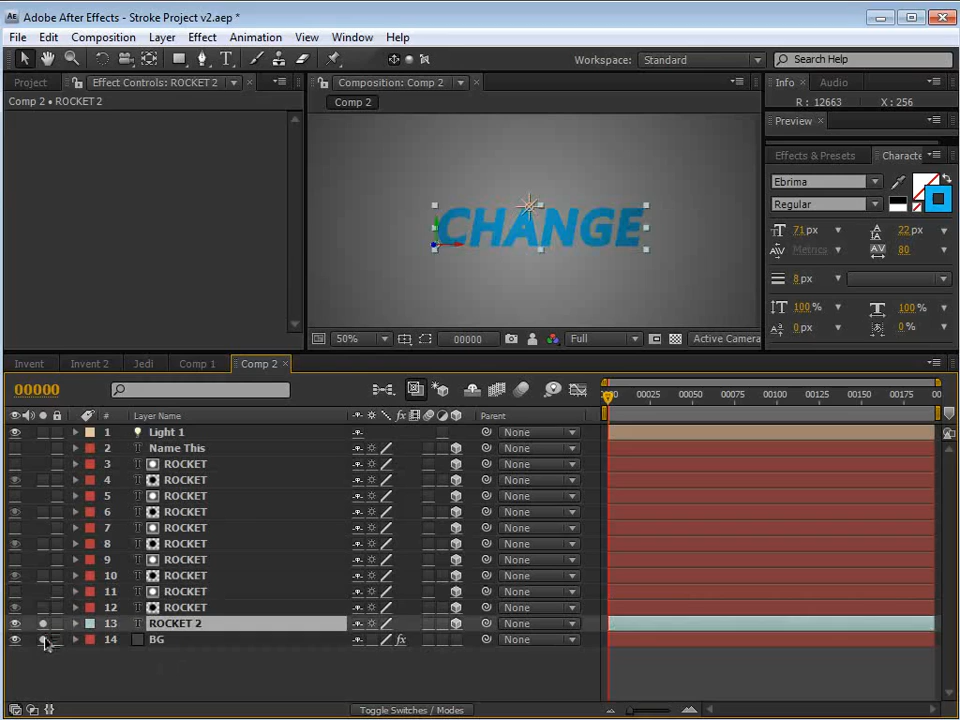 Adobe After Effects - Stroke Project v2.aep *
File Edit Composition Layer Effect Animation View Window Help
Workspace: Standard Search Help
Project Effect Controls: ROCKET 2 Composition: Comp 2 Info Audio
Comp 2 • ROCKET 2 Comp 2 R : 12663 X : 256
Preview
Effects & Presets Characte
CHANGE
Ebrima
Regular
71 px 22 px
Metrics 80
8 px
100 % 100 %
0 px 0 %
50% 00000 Full Active Camera
Invent Invent 2 Jedi Comp 1 Comp 2
00000
00025 00050 00075 00100 00125 00150 00175 00
# Layer Name Parent
1 Light 1 None
2 T Name This None
3 T ROCKET None
4 T ROCKET None
5 T ROCKET None
6 T ROCKET None
7 T ROCKET None
8 T ROCKET None
9 T ROCKET None
10 T ROCKET None
11 T ROCKET None
12 T ROCKET None
13 T ROCKET 2 None
14 BG fx None
Toggle Switches / Modes